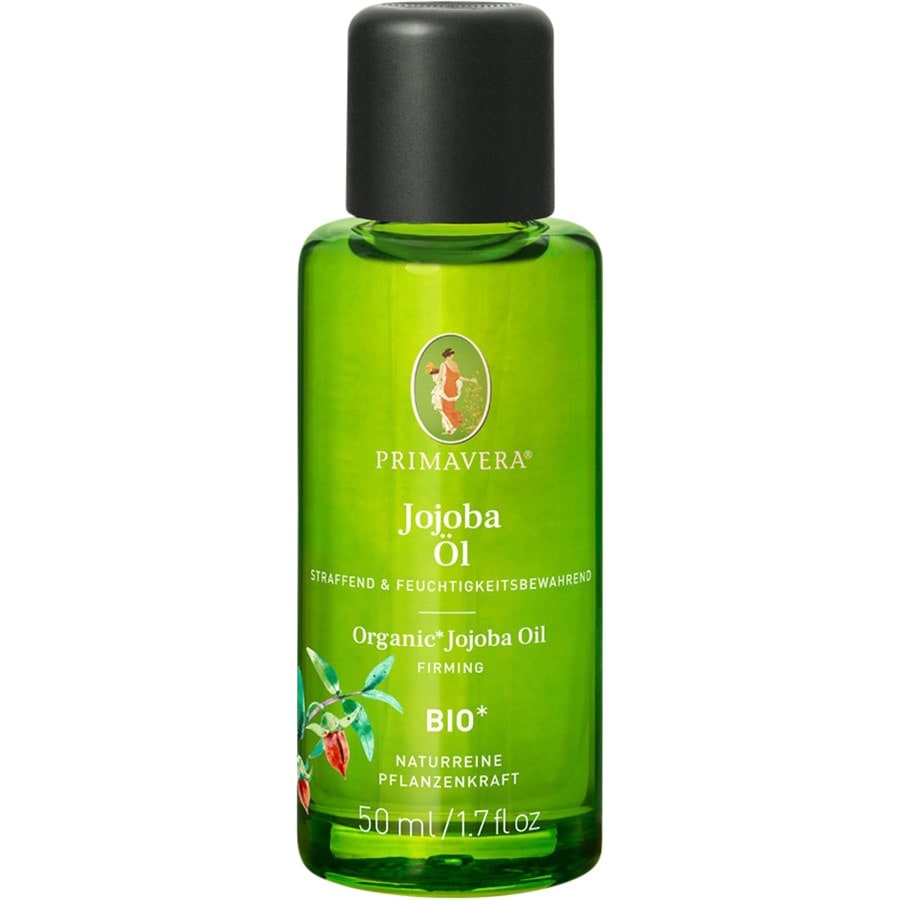 PRIMAVERA®
Jojoba
Öl
STRAFFEND & FEUCHTIGKEITSBEWAHREND
Organic* Jojoba Oil
FIRMING
BIO*
NATURREINE
PFLANZENKRAFT
50 ml/1.7 fl oz